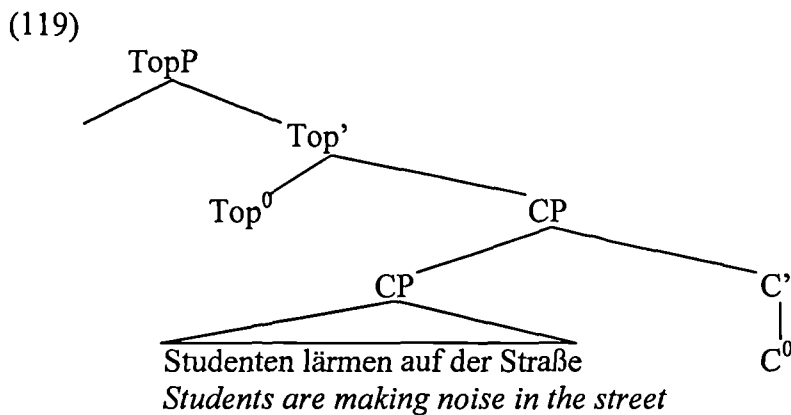 (119)
TopP
Top’
Top⁰ CP
CP C’
Studenten lärmen auf der Straße C⁰
Students are making noise in the street